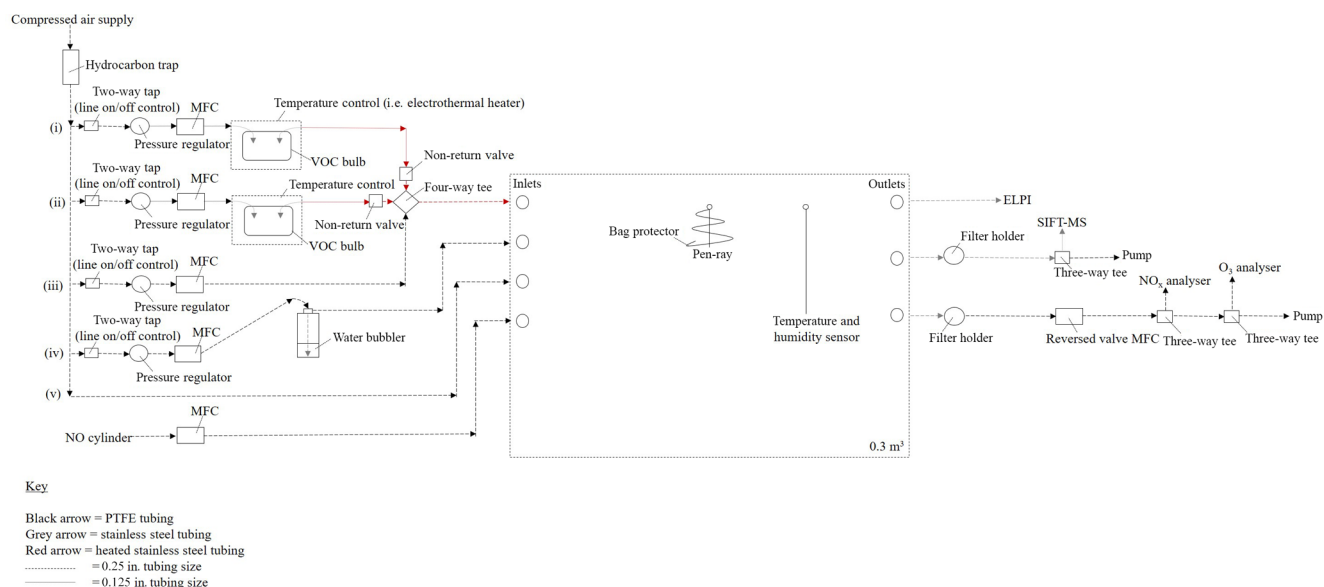 Compressed air supply
Hydrocarbon trap
Two-way tap
(line on/off control)
MFC
Temperature control (i.e. electrothermal heater)
(i)
Pressure regulator
VOC bulb
Non-return valve
Two-way tap
(line on/off control)
MFC
Temperature control
Four-way tee
(ii)
Pressure regulator
Non-return valve
VOC bulb
Two-way tap
(line on/off control)
MFC
(iii)
Pressure regulator
Two-way tap
(line on/off control)
MFC
Water bubbler
(iv)
Pressure regulator
(v)
MFC
NO cylinder
Inlets
Outlets
Bag protector
Pen-ray
Temperature and
humidity sensor
0.3 m³
ELPI
SIFT-MS
Filter holder
Pump
Three-way tee
O₃ analyser
NOₓ analyser
Pump
Filter holder
Reversed valve MFC
Three-way tee
Three-way tee
Key
Black arrow = PTFE tubing
Grey arrow = stainless steel tubing
Red arrow = heated stainless steel tubing
= 0.25 in. tubing size
= 0.125 in. tubing size